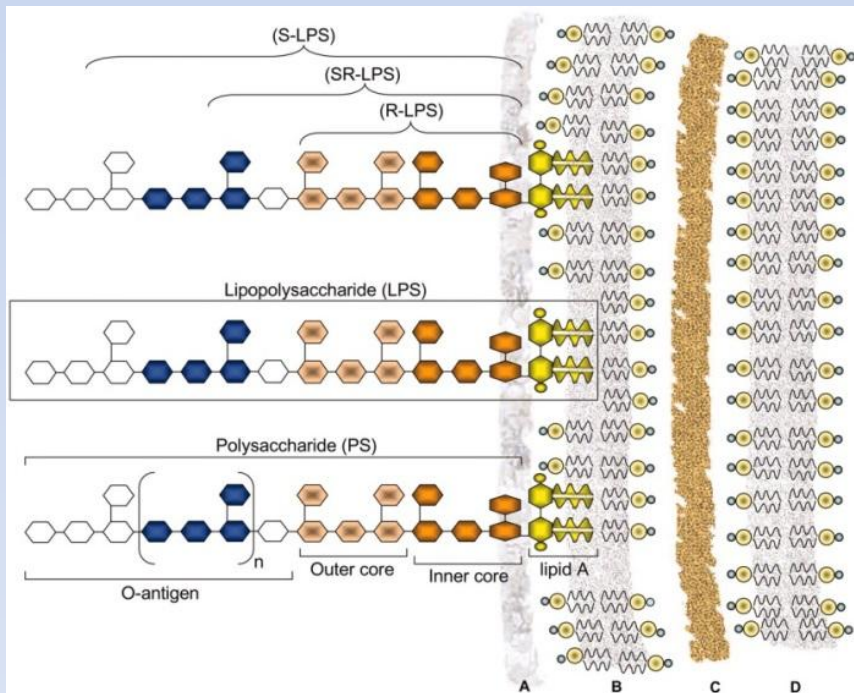 (S-LPS)
(SR-LPS)
(R-LPS)
Lipopolysaccharide (LPS)
Polysaccharide (PS)
n
Outer core
Inner core
lipid A
O-antigen
A B C D